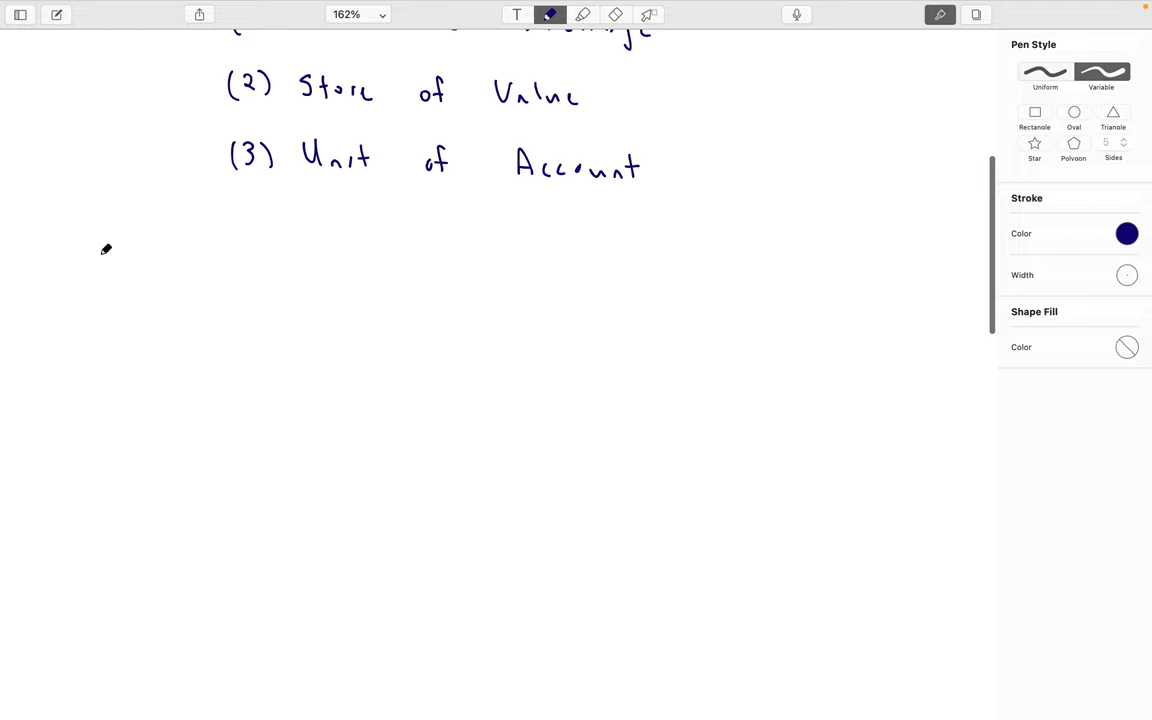 162%
T
Pen Style
Uniform Variable
Rectangle Oval Triangle
Star Polygon 5 Sides
(2) Store of Value
(3) Unit of Account
Stroke
Color
Width
Shape Fill
Color